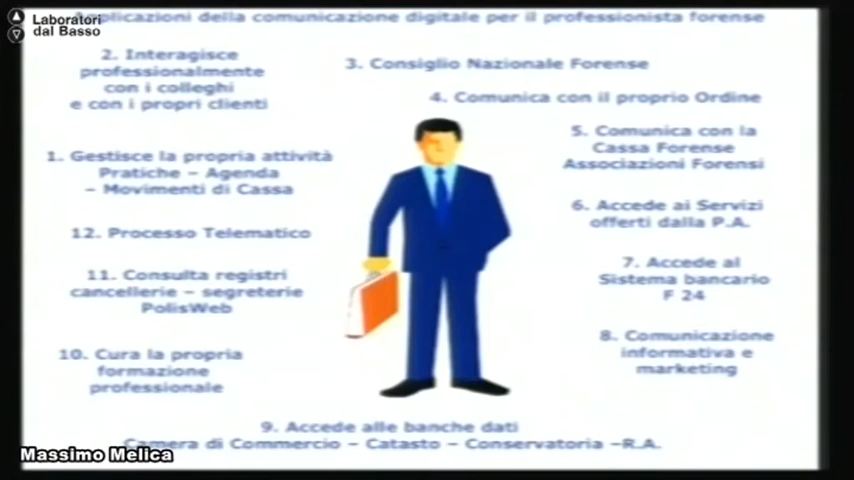 Laboratori
dal Basso
Applicazioni della comunicazione digitale per il professionista forense
2. Interagisce
professionalmente
con i colleghi
e con i propri clienti
3. Consiglio Nazionale Forense
4. Comunica con il proprio Ordine
5. Comunica con la
Cassa Forense
Associazioni Forensi
1. Gestisce la propria attività
Pratiche – Agenda
– Movimenti di Cassa
6. Accede ai Servizi
offerti dalla P.A.
12. Processo Telematico
7. Accede al
Sistema bancario
F 24
11. Consulta registri
cancellerie – segreterie
PolisWeb
8. Comunicazione
informativa e
marketing
10. Cura la propria
formazione
professionale
9. Accede alle banche dati
Camera di Commercio – Catasto – Conservatoria –R.A.
Massimo Melica